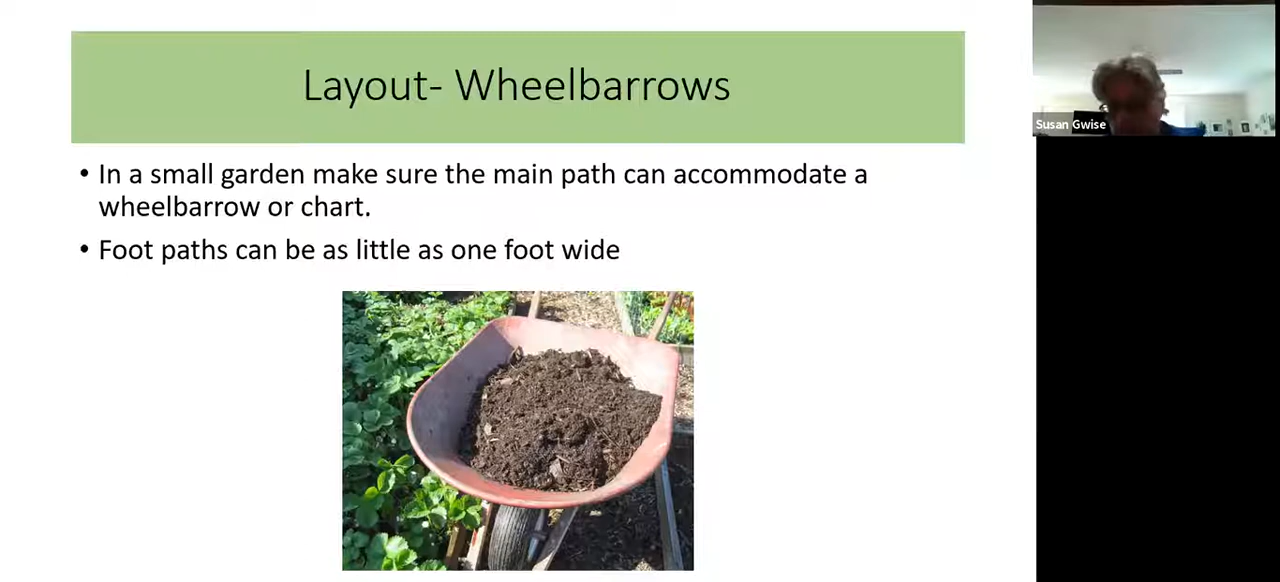 Layout- Wheelbarrows
• In a small garden make sure the main path can accommodate a
wheelbarrow or chart.
• Foot paths can be as little as one foot wide
Susan Gwise